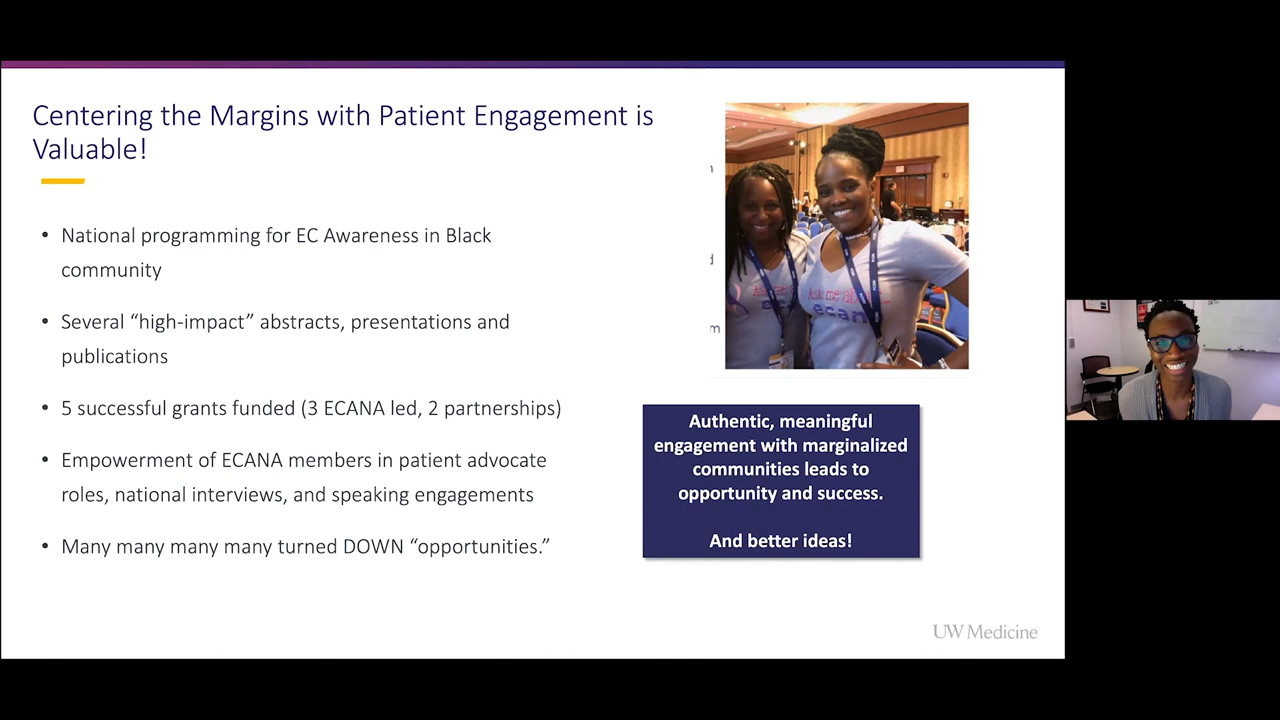 Centering the Margins with Patient Engagement is
Valuable!
• National programming for EC Awareness in Black
community
• Several “high-impact” abstracts, presentations and
publications
• 5 successful grants funded (3 ECANA led, 2 partnerships)
• Empowerment of ECANA members in patient advocate
roles, national interviews, and speaking engagements
• Many many many many turned DOWN “opportunities.”
d
m
Authentic, meaningful
engagement with marginalized
communities leads to
opportunity and success.
And better ideas!
UW Medicine